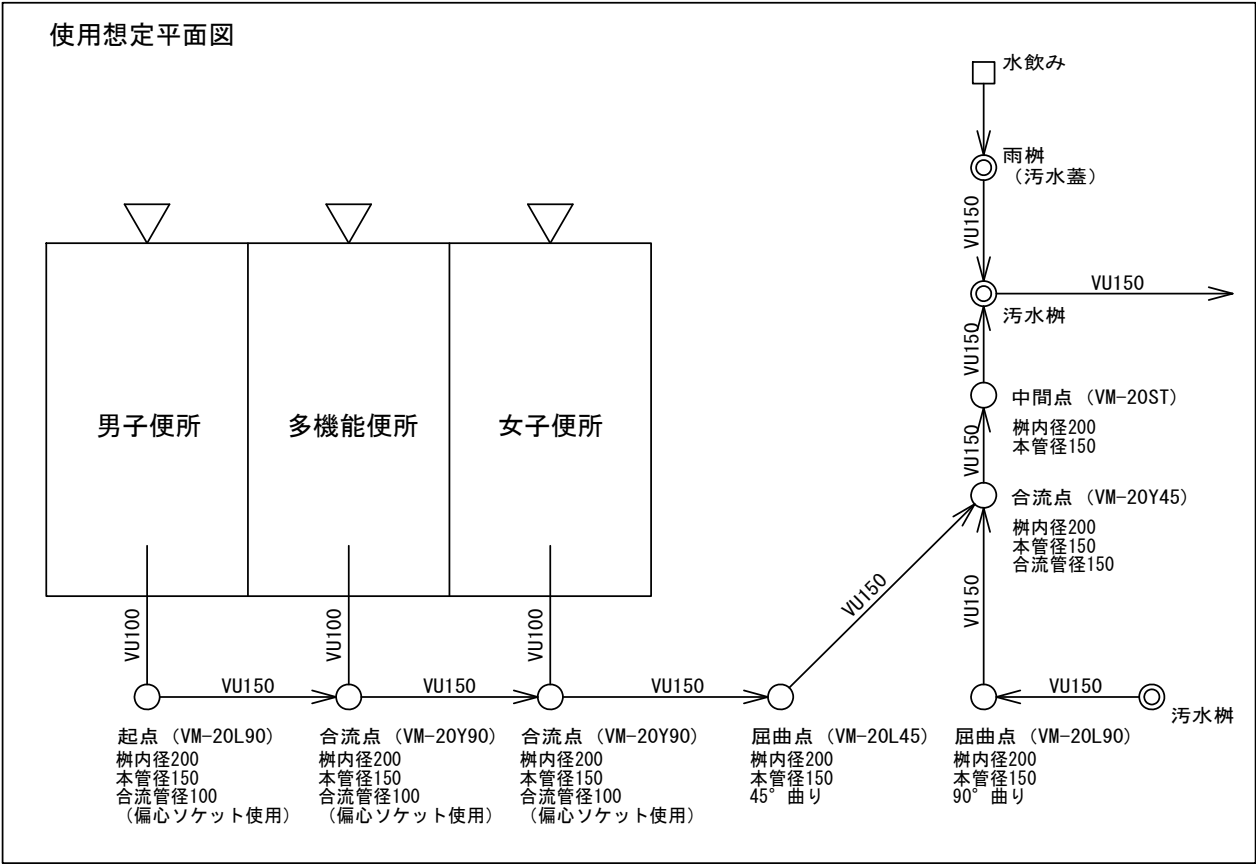 使用想定平面図
水飲み
雨桝
（汚水蓋）
VU150
VU150
汚水桝
VU150
中間点（VM-20ST）
桝内径200
本管径150
VU150
合流点（VM-20Y45）
桝内径200
本管径150
合流管径150
男子便所
多機能便所
女子便所
VU100
VU100
VU100
VU150
VU150
VU150
VU150
VU150
VU150
汚水桝
起点（VM-20L90）
桝内径200
本管径150
合流管径100
（偏心ソケット使用）
合流点（VM-20Y90）
桝内径200
本管径150
合流管径100
（偏心ソケット使用）
合流点（VM-20Y90）
桝内径200
本管径150
合流管径100
（偏心ソケット使用）
屈曲点（VM-20L45）
桝内径200
本管径150
45°曲り
屈曲点（VM-20L90）
桝内径200
本管径150
90°曲り